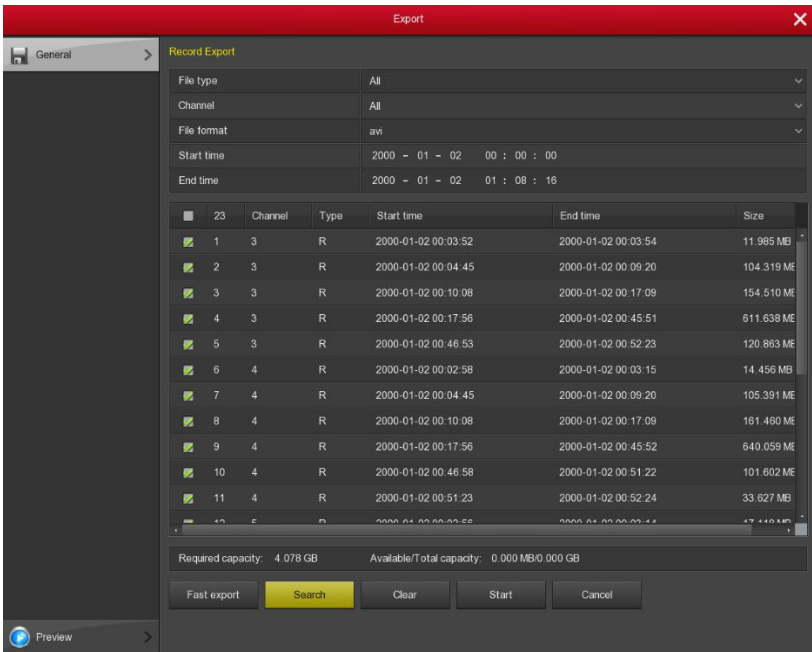 Export
General
Record Export
File type All
Channel All
File format avi
Start time 2000 - 01 - 02 00 : 00 : 00
End time 2000 - 01 - 02 01 : 08 : 16
23 Channel Type Start time End time Size
1 3 R 2000-01-02 00:03:52 2000-01-02 00:03:54 11.985 MB
2 3 R 2000-01-02 00:04:45 2000-01-02 00:09:20 104.319 MB
3 3 R 2000-01-02 00:10:08 2000-01-02 00:17:09 154.510 MB
4 3 R 2000-01-02 00:17:56 2000-01-02 00:45:51 611.638 MB
5 3 R 2000-01-02 00:46:53 2000-01-02 00:52:23 120.863 MB
6 4 R 2000-01-02 00:02:58 2000-01-02 00:03:15 14.456 MB
7 4 R 2000-01-02 00:04:45 2000-01-02 00:09:20 105.391 MB
8 4 R 2000-01-02 00:10:08 2000-01-02 00:17:09 161.460 MB
9 4 R 2000-01-02 00:17:56 2000-01-02 00:45:52 640.059 MB
10 4 R 2000-01-02 00:46:58 2000-01-02 00:51:22 101.602 MB
11 4 R 2000-01-02 00:51:23 2000-01-02 00:52:24 33.627 MB
Required capacity: 4.078 GB Available/Total capacity: 0.000 MB/0.000 GB
Fast export Search Clear Start Cancel
Preview